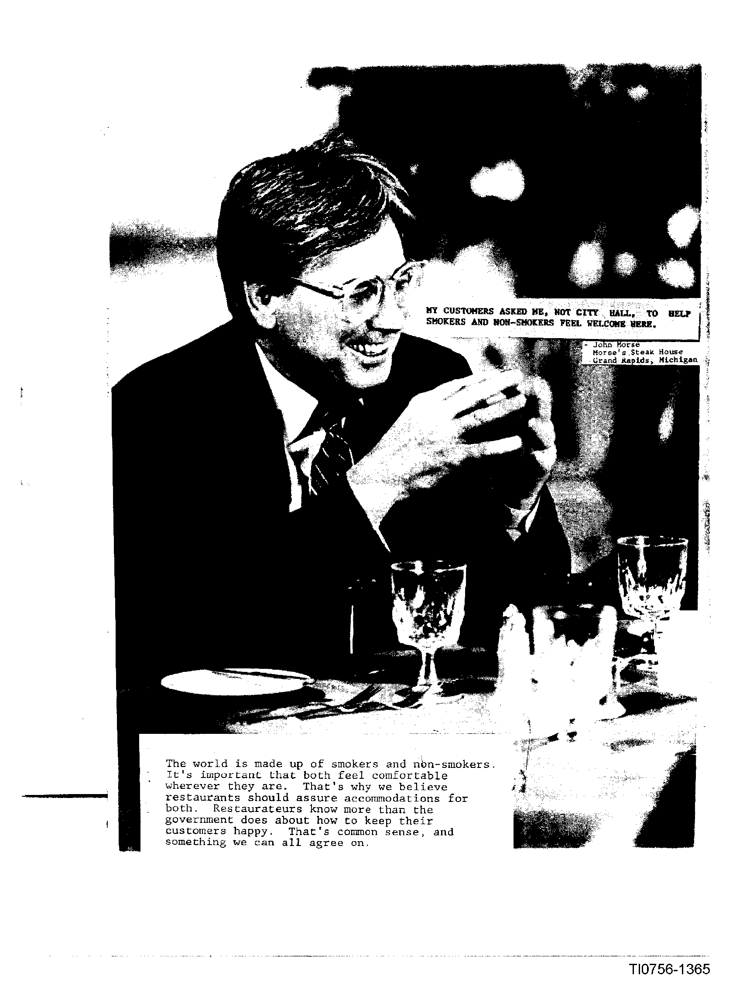 MY CUSTOMERS ASKED ME, NOT CITY HALL, TO HELP
SMOKERS AND NON-SMOKERS FEEL WELCOME HERE.
- John Morse
Morse's Steak House
Grand Rapids, Michigan
The world is made up of smokers and non-smokers.
It's important that both feel comfortable
wherever they are. That's why we believe
restaurants should assure accommodations for
both. Restaurateurs know more than the
government does about how to keep their
customers happy. That's common sense, and
something we can all agree on.
TI0756-1365